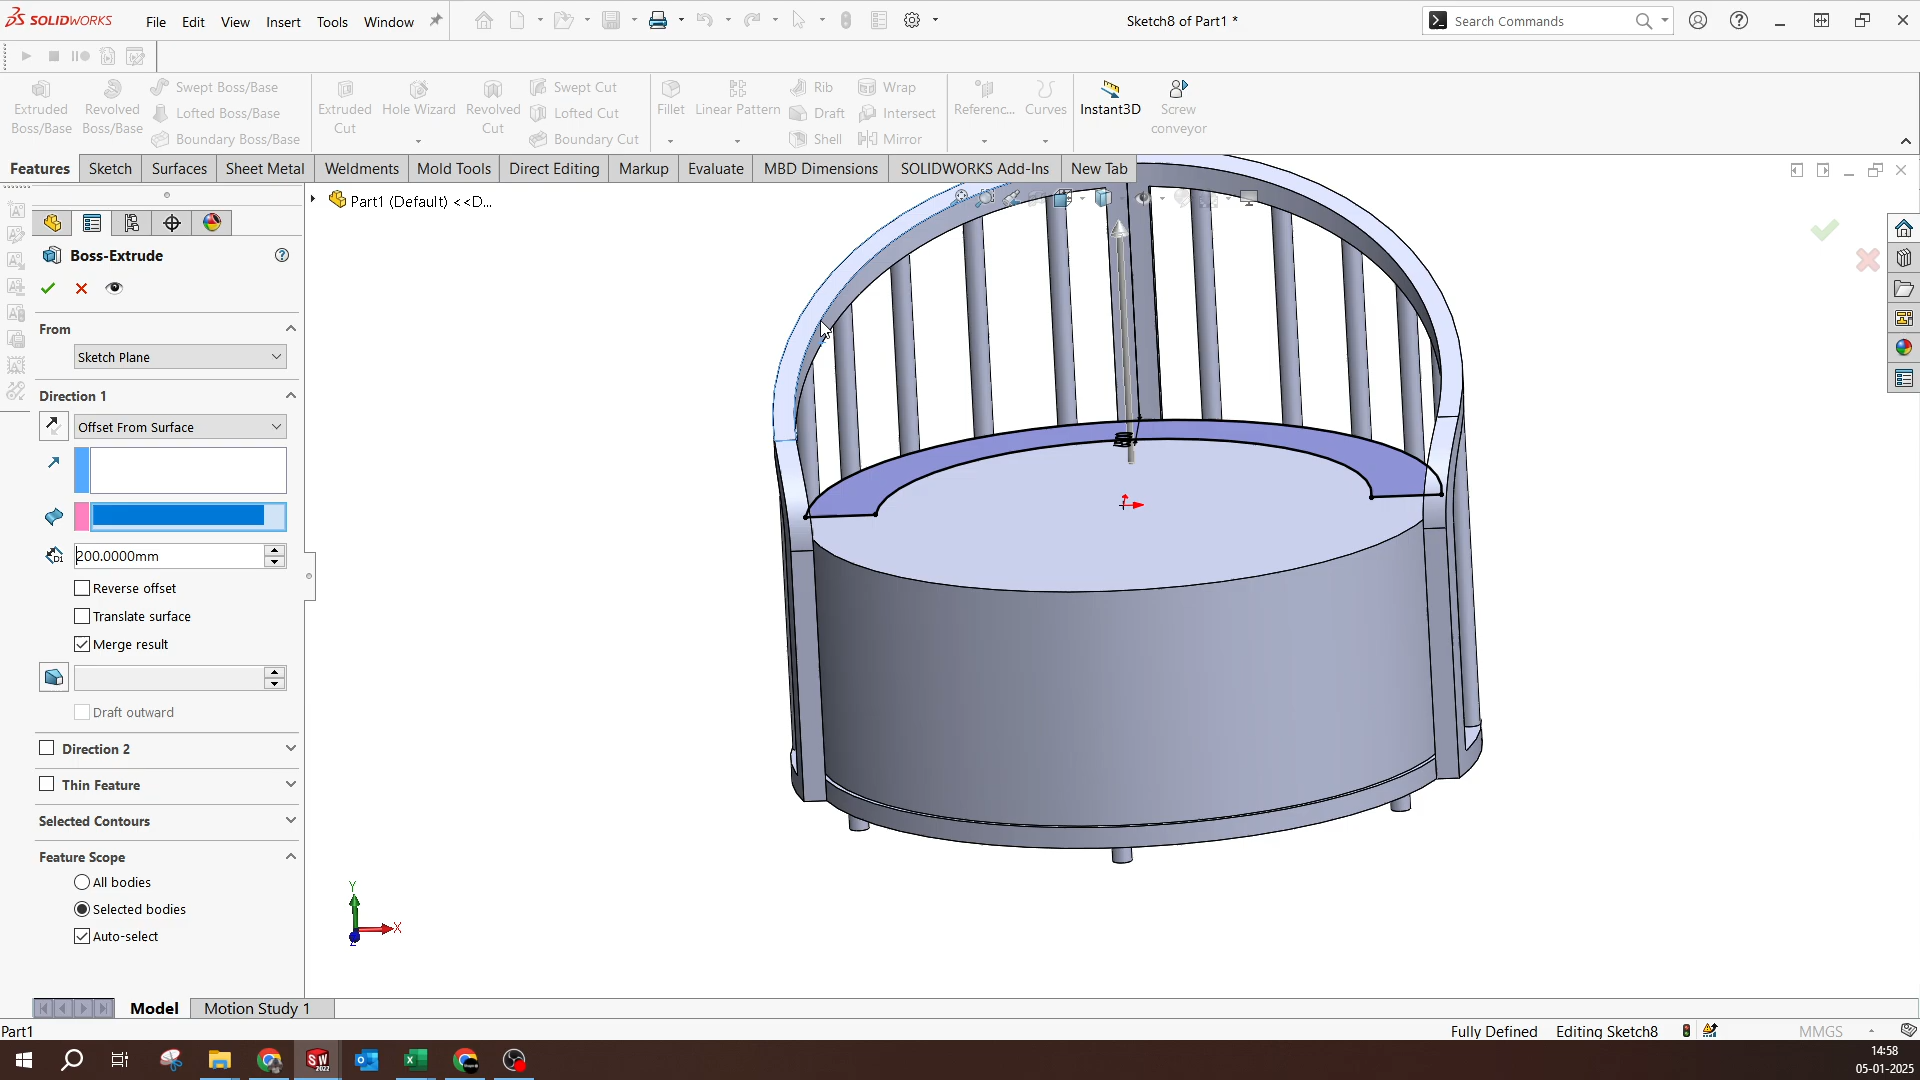 SOLIDWORKS
File Edit View Insert Tools Window
Sketch8 of Part1 *
Search Commands
Extruded Boss/Base
Revolved Boss/Base
Swept Boss/Base
Lofted Boss/Base
Boundary Boss/Base
Extruded Cut
Hole Wizard
Revolved Cut
Swept Cut
Lofted Cut
Boundary Cut
Fillet
Linear Pattern
Rib
Draft
Shell
Wrap
Intersect
Mirror
Referenc...
Curves
Instant3D
Screw conveyor
Features Sketch Surfaces Sheet Metal Weldments Mold Tools Direct Editing Markup Evaluate MBD Dimensions SOLIDWORKS Add-Ins New Tab
Part1 (Default) <<D...
Boss-Extrude
From
Sketch Plane
Direction 1
Offset From Surface
D1
200.0000mm
Reverse offset
Translate surface
Merge result
Draft outward
Direction 2
Thin Feature
Selected Contours
Feature Scope
All bodies
Selected bodies
Auto-select
Y
X
Z
Model Motion Study 1
Part1
Fully Defined Editing Sketch8 MMGS
SW
2022
14:58
05-01-2025